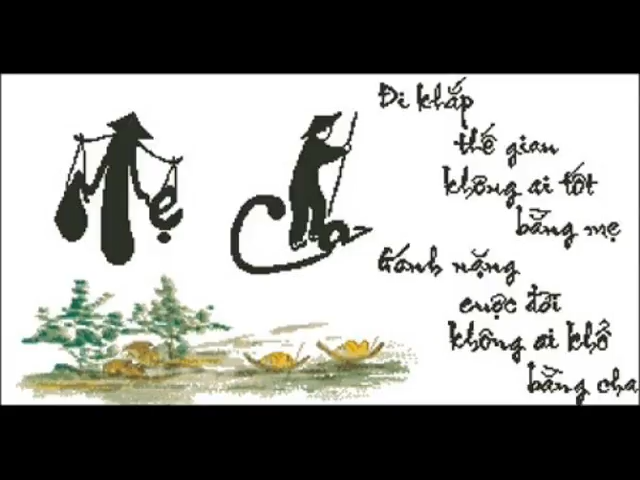 Mẹ Cha
Đi khắp
thế gian
không ai tốt
bằng mẹ
Gánh nặng
cuộc đời
không ai khổ
bằng cha